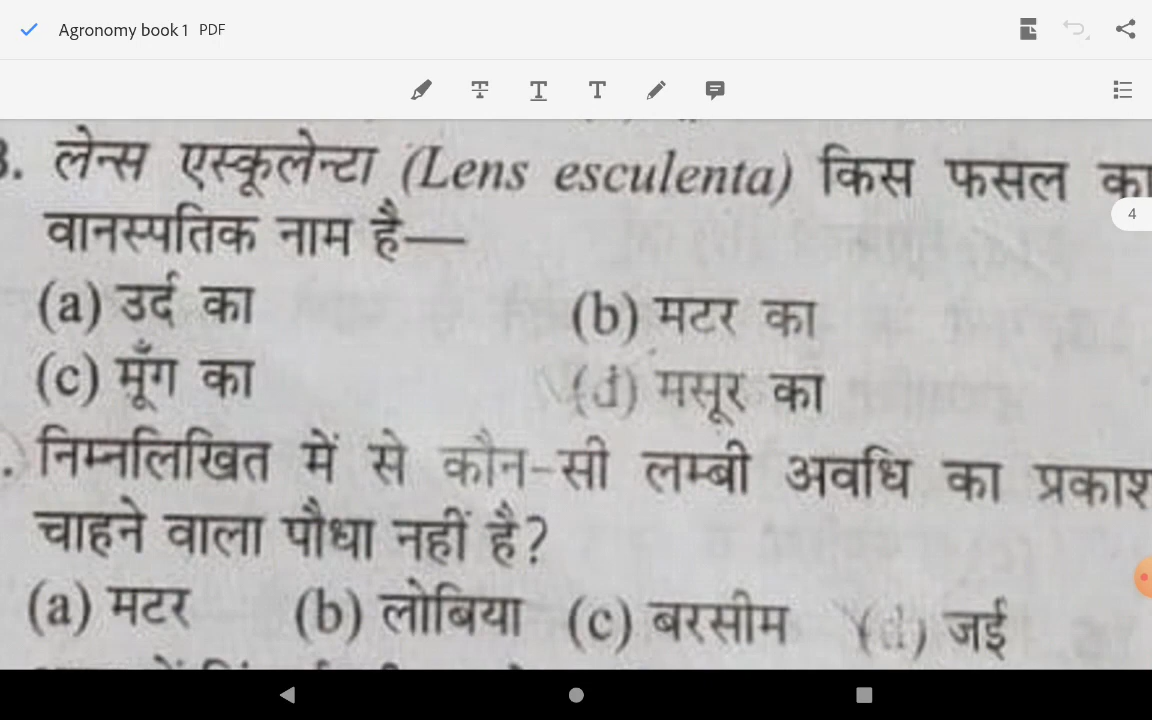 Agronomy book 1 PDF
3. लेन्स एस्कूलेन्टा (Lens esculenta) किस फसल का
4
वानस्पतिक नाम है—
(a) उर्द का (b) मटर का
(c) मूँग का (d) मसूर का
. निम्नलिखित में से कौन-सी लम्बी अवधि का प्रकाश
चाहने वाला पौधा नहीं है?
(a) मटर (b) लोबिया (c) बरसीम (d) जई